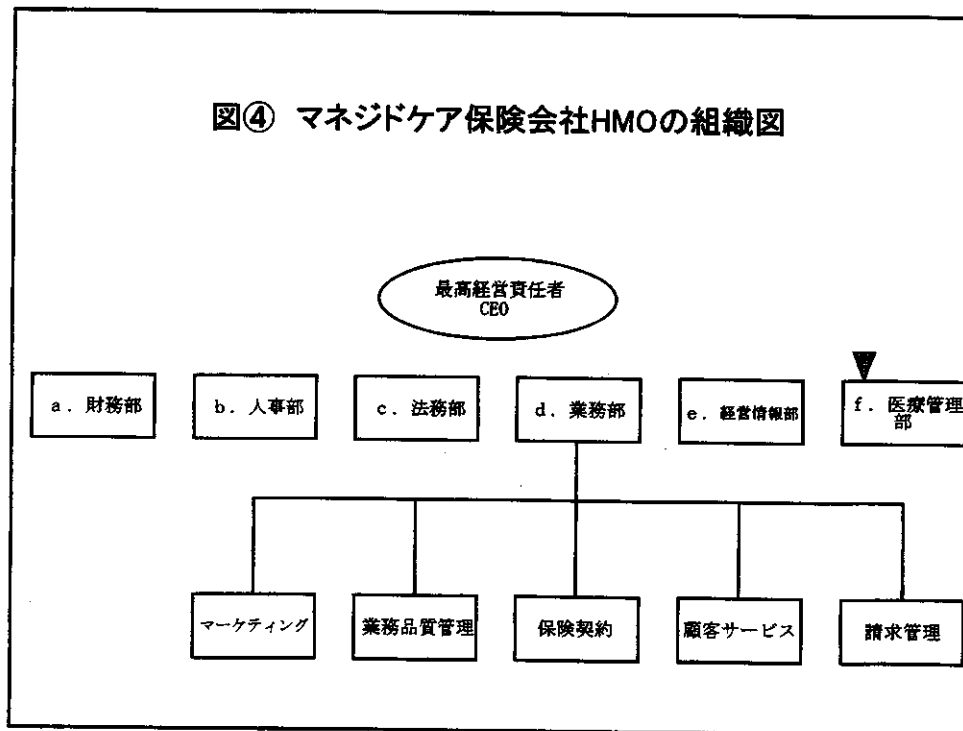 図④ マネジドケア保険会社HMOの組織図
最高経営責任者
CEO
a. 財務部
b. 人事部
c. 法務部
d. 業務部
e. 経営情報部
f. 医療管理
部
マーケティング
業務品質管理
保険契約
顧客サービス
請求管理